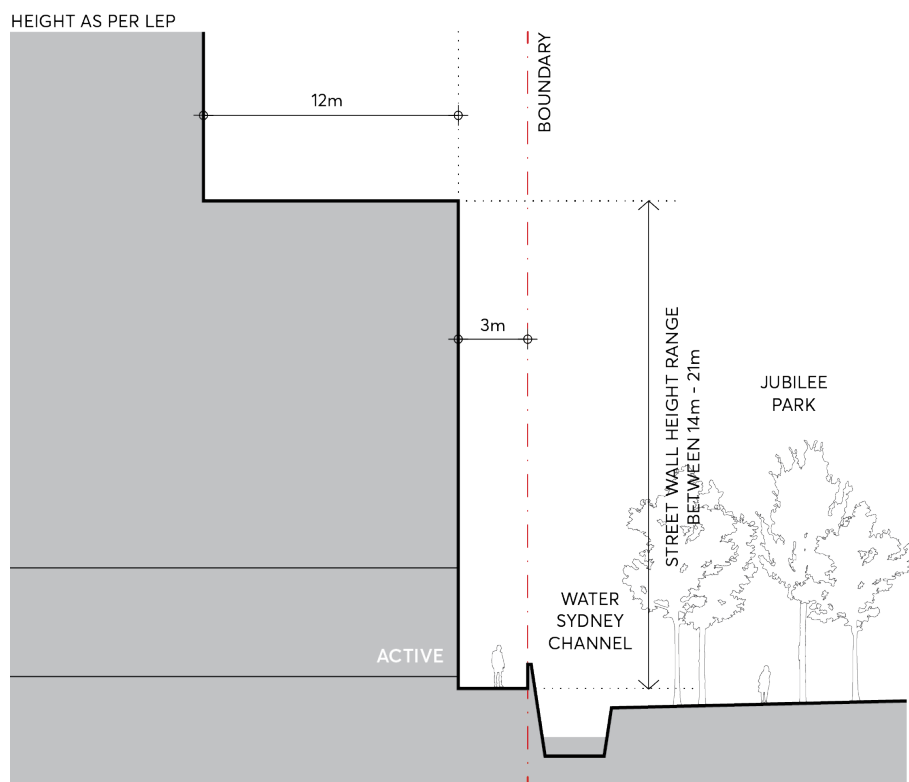 HEIGHT AS PER LEP
BOUNDARY
12m
3m
STREET WALL HEIGHT RANGE
BETWEEN 14m - 21m
JUBILEE
PARK
WATER
SYDNEY
CHANNEL
ACTIVE